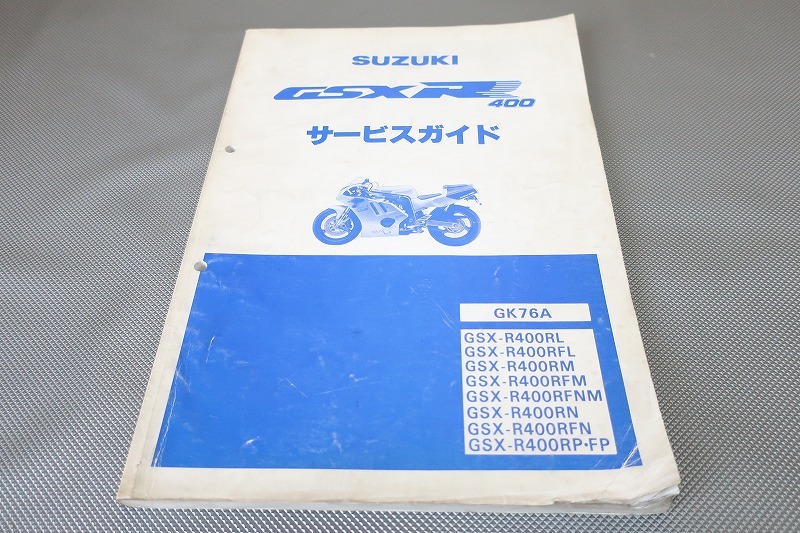 SUZUKI
GSX-R
400
サービスガイド
GK76A
GSX-R400RL
GSX-R400RFL
GSX-R400RM
GSX-R400RFM
GSX-R400RFNM
GSX-R400RN
GSX-R400RFN
GSX-R400RP・FP